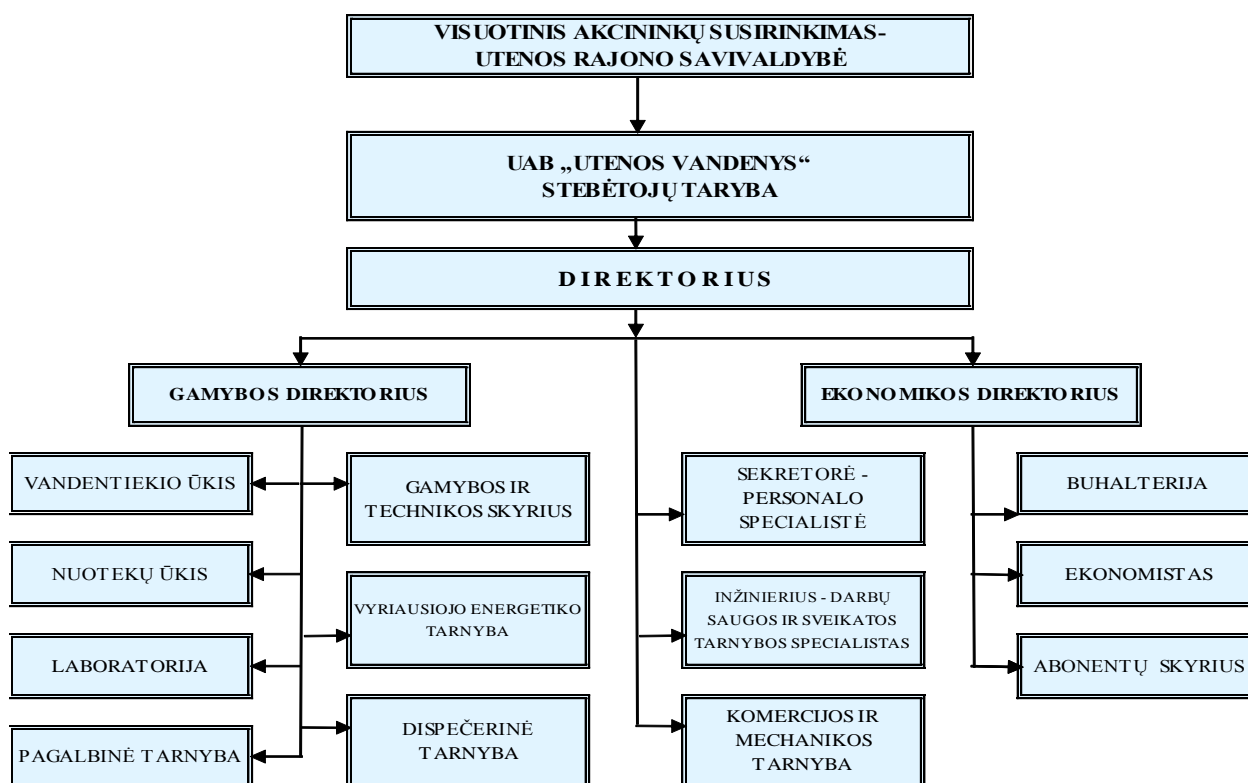 VISUOTINIS AKCININKŲ SUSIRINKIMAS-
UTENOS RAJONO SAVIVALDYBĖ
UAB „UTENOS VANDENYS“
STEBĖTOJŲ TARYBA
DIREKTORIUS
GAMYBOS DIREKTORIUS
EKONOMIKOS DIREKTORIUS
VANDENTIEKIO ŪKIS
NUOTEKŲ ŪKIS
LABORATORIJA
PAGALBINĖ TARNYBA
GAMYBOS IR
TECHNIKOS SKYRIUS
VYRIAUSIOJO ENERGETIKO
TARNYBA
DISPEČERINĖ
TARNYBA
SEKRETORĖ -
PERSONALO
SPECIALISTĖ
INŽINIERIUS - DARBŲ
SAUGOS IR SVEIKATOS
TARNYBOS SPECIALISTAS
KOMERCIJOS IR
MECHANIKOS
TARNYBA
BUHALTERIJA
EKONOMISTAS
ABONENTŲ SKYRIUS